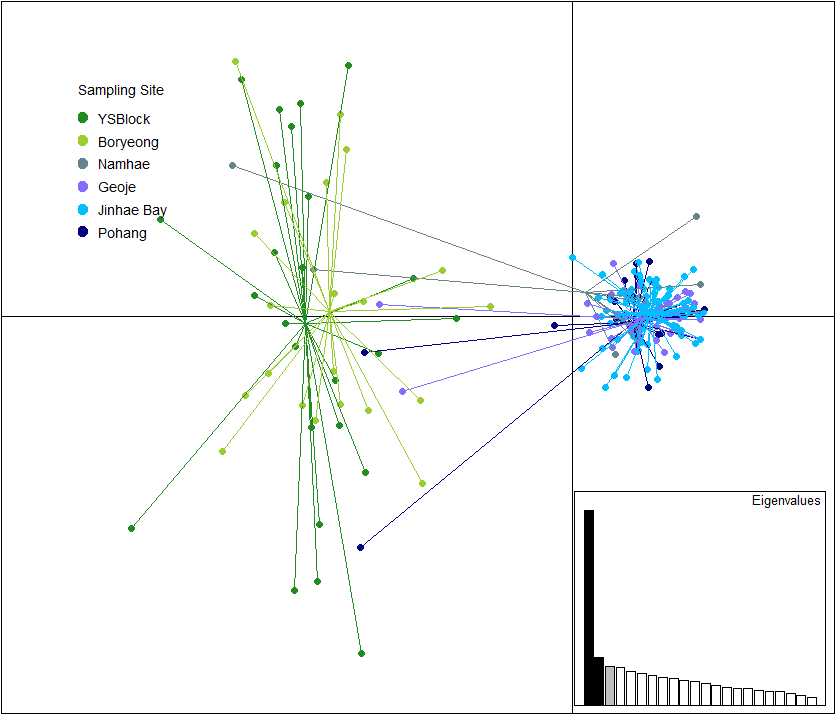 Sampling Site
YSBlock
Boryeong
Namhae
Geoje
Jinhae Bay
Pohang
Eigenvalues